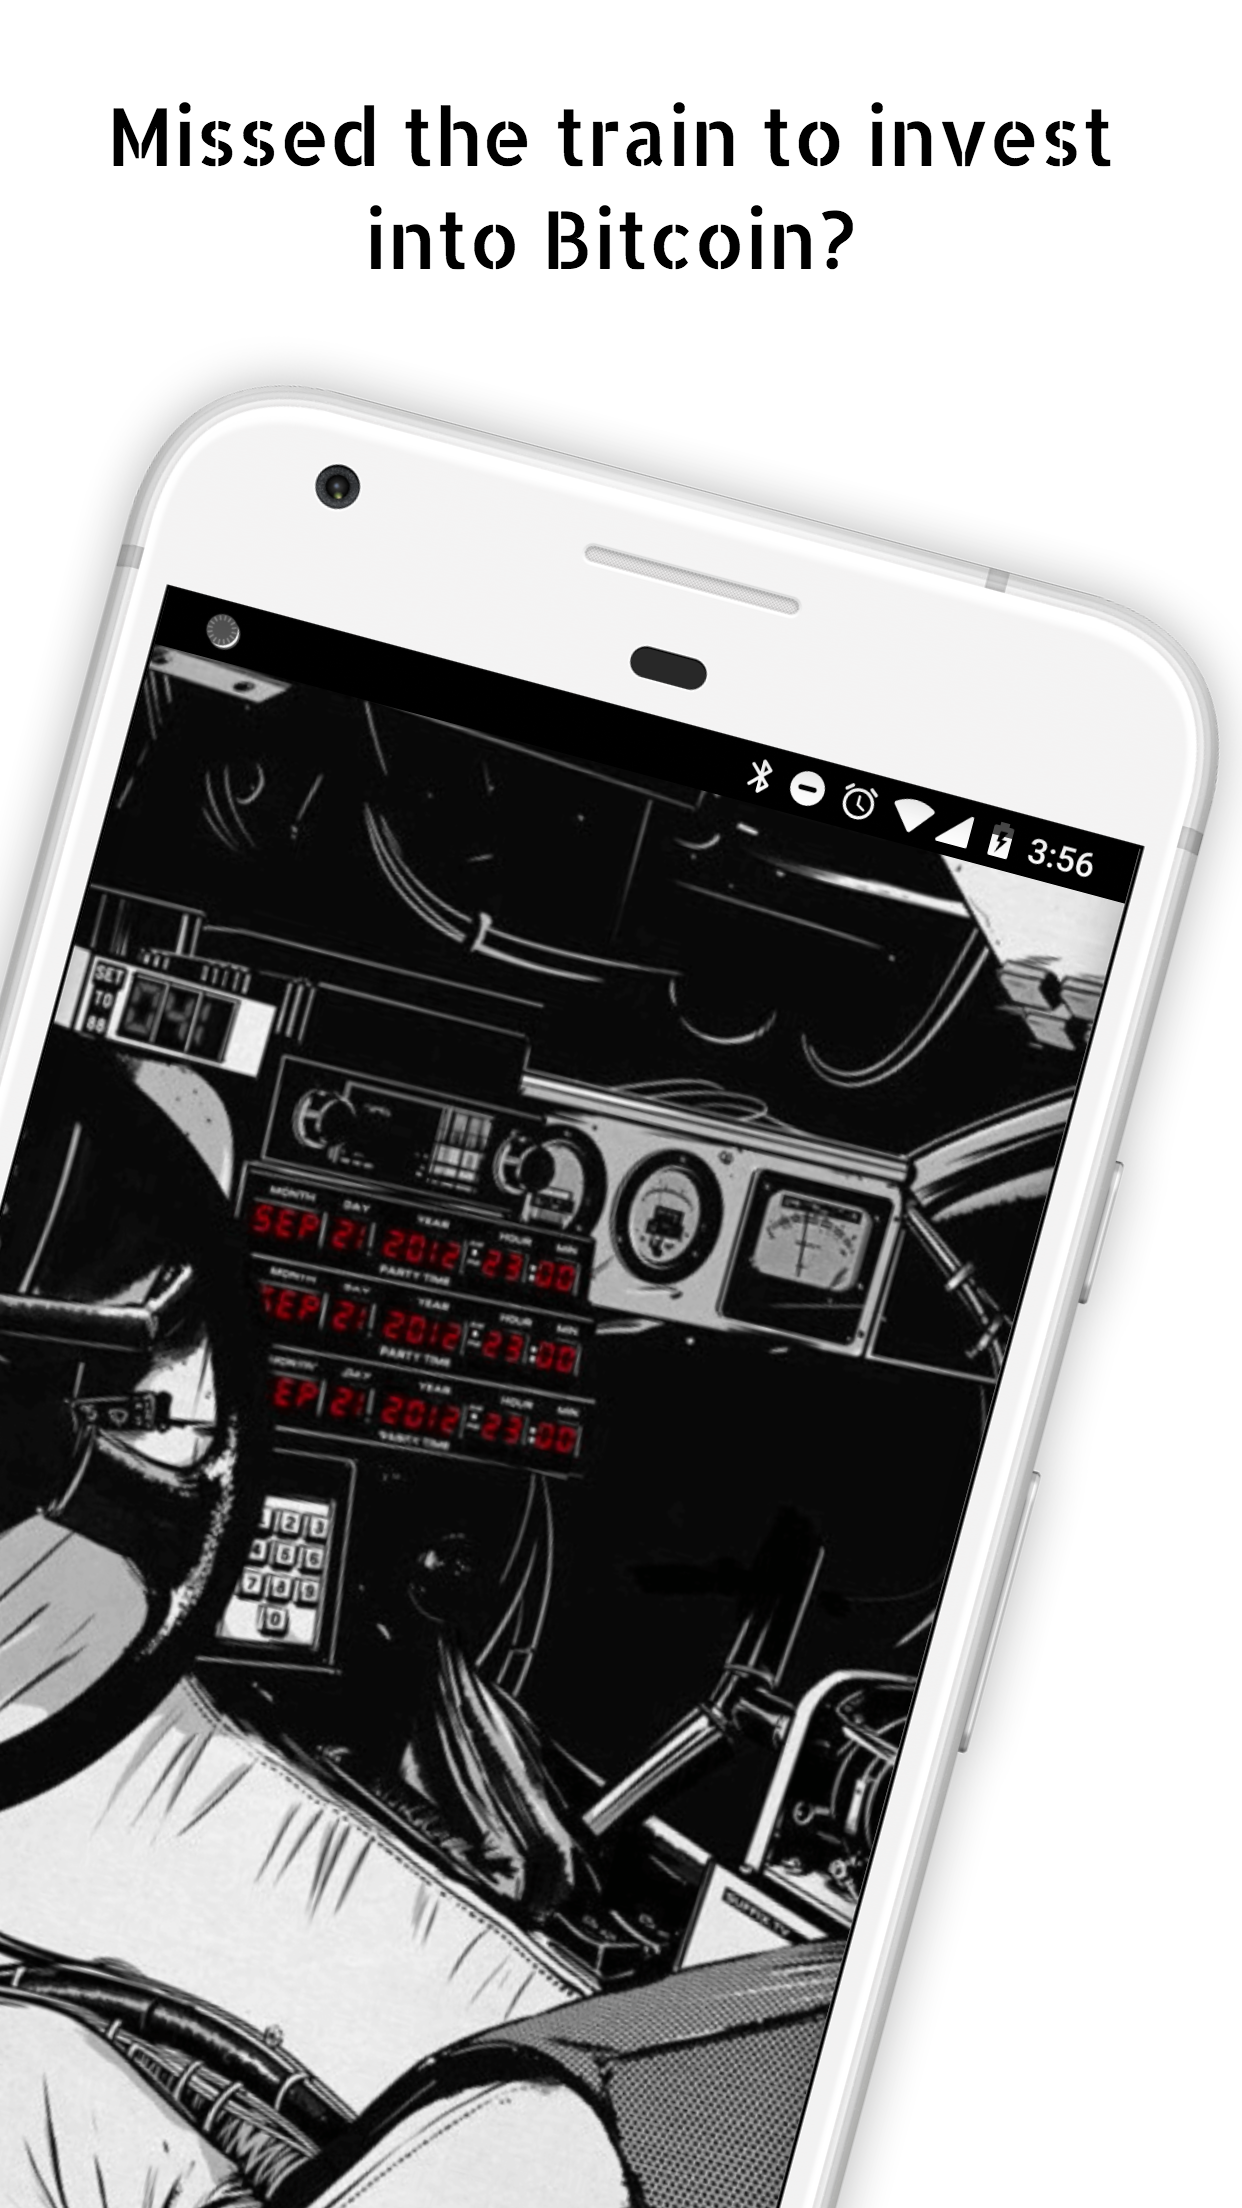 Missed the train to invest
into Bitcoin?
3:56
SET
TO
88
MONTH DAY YEAR HOUR MIN
SEP 21 2012 23:00
PARTY TIME
MONTH DAY YEAR HOUR MIN
SEP 21 2012 23:00
PARTY TIME
MONTH DAY YEAR HOUR MIN
EP 21 2012 23:00
PARTY TIME
1 2 3
4 5 6
7 8 9
0